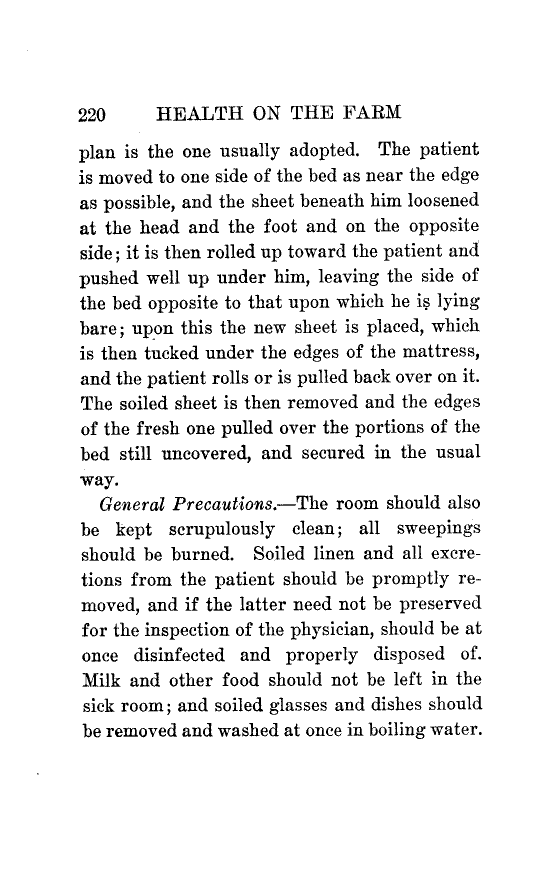 220 HEALTH ON THE FARM
plan is the one usually adopted. The patient
is moved to one side of the bed as near the edge
as possible, and the sheet beneath him loosened
at the head and the foot and on the opposite
side; it is then rolled up toward the patient and
pushed well up under him, leaving the side of
the bed opposite to that upon which he is lying
bare; upon this the new sheet is placed, which
is then tucked under the edges of the mattress,
and the patient rolls or is pulled back over on it.
The soiled sheet is then removed and the edges
of the fresh one pulled over the portions of the
bed still uncovered, and secured in the usual
way.
General Precautions.—The room should also
be kept scrupulously clean; all sweepings
should be burned. Soiled linen and all excre-
tions from the patient should be promptly re-
moved, and if the latter need not be preserved
for the inspection of the physician, should be at
once disinfected and properly disposed of.
Milk and other food should not be left in the
sick room; and soiled glasses and dishes should
be removed and washed at once in boiling water.